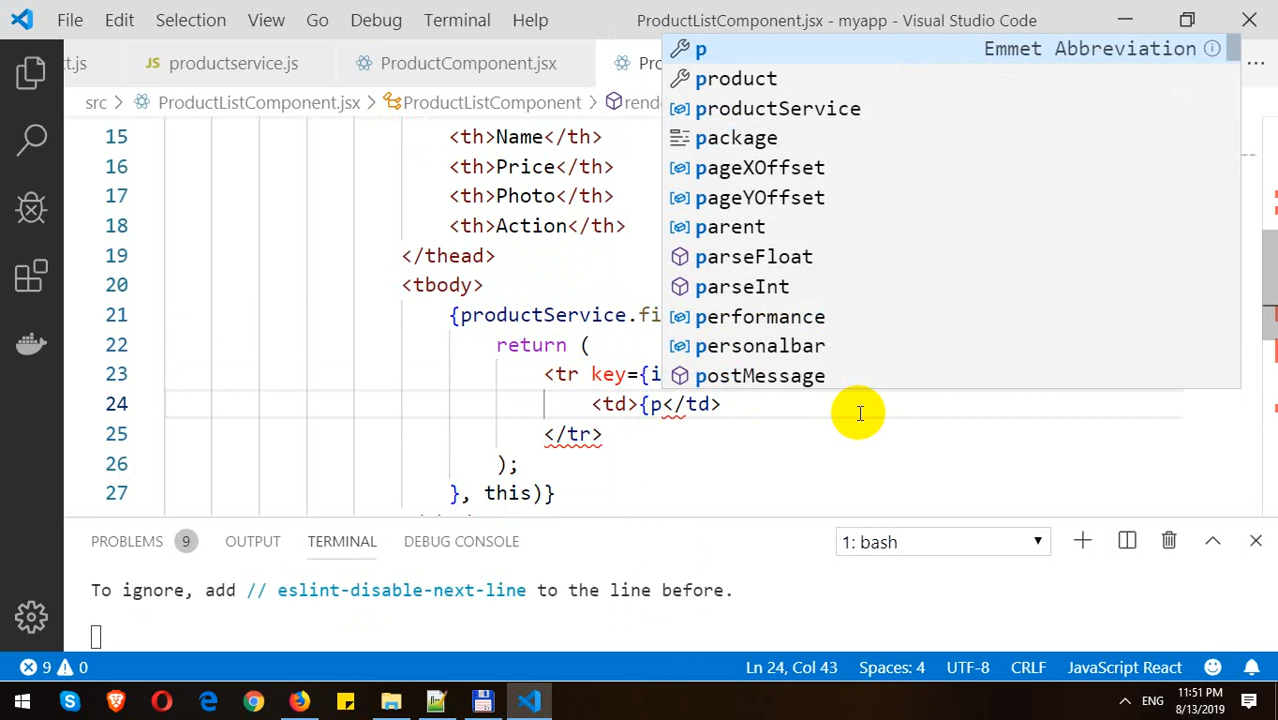 File Edit Selection View Go Debug Terminal Help ProductListComponent.jsx - myapp - Visual Studio Code
t.js productservice.js ProductComponent.jsx Pro ...
src > ProductListComponent.jsx > ProductListComponent > rend
p Emmet Abbreviation
product
productService
package
pageXOffset
pageYOffset
parent
parseFloat
parseInt
performance
personalbar
postMessage
15 <th>Name</th>
16 <th>Price</th>
17 <th>Photo</th>
18 <th>Action</th>
19 </thead>
20 <tbody>
21 {productService.fi
22 return (
23 <tr key={i
24 <td>{p</td>
25 </tr>
26 );
27 }, this)}
PROBLEMS 9 OUTPUT TERMINAL DEBUG CONSOLE 1: bash
To ignore, add // eslint-disable-next-line to the line before.
9 0 Ln 24, Col 43 Spaces: 4 UTF-8 CRLF JavaScript React
ENG 11:51 PM
8/13/2019